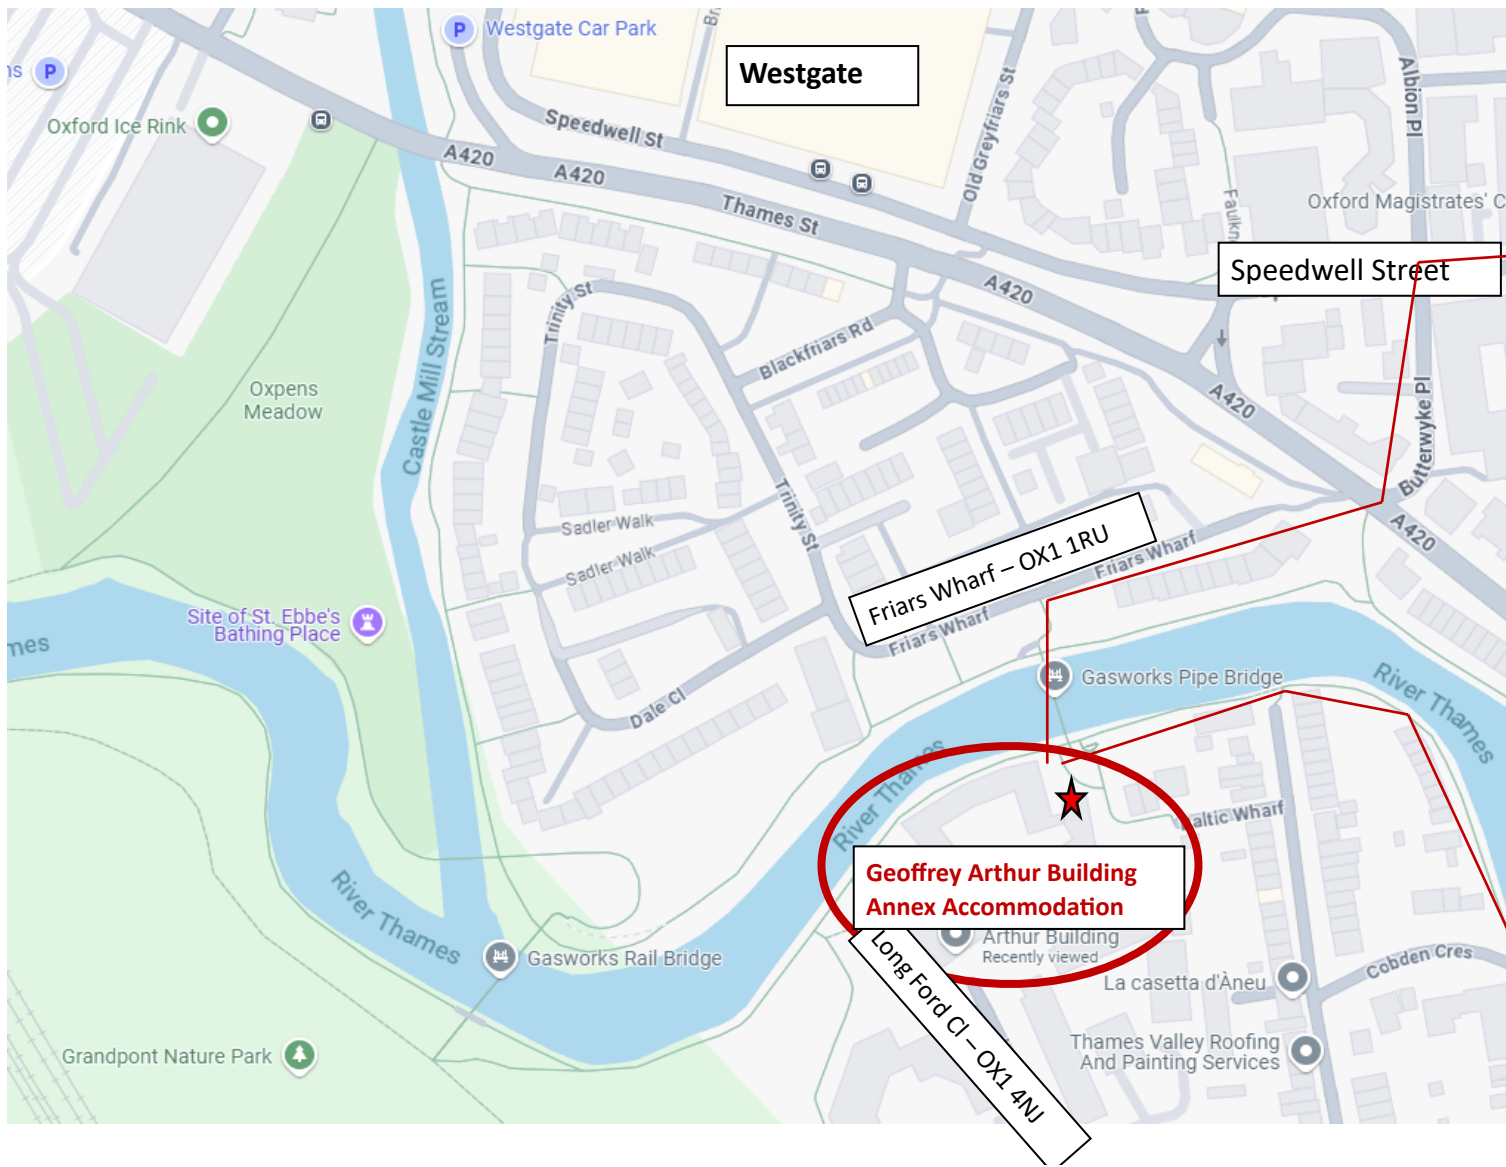 P
Westgate Car Park
Westgate
ns
P
Oxford Ice Rink
Speedwell St
A420
A420
Thames St
Old Greyfriars St
Albion Pl
Oxford Magistrates' C
Speedwell Street
A420
Castle Mill Stream
Trinity St
Blackfriars Rd
Oxpens
Meadow
A420
Butterwyke Pl
Trinity St
Sadler Walk
Sadler Walk
A420
Friars Wharf – OX1 1RU
Friars Wharf
Friars Wharf
Site of St. Ebbe's
Bathing Place
Dale Cl
Gasworks Pipe Bridge
River Thames
River Thames
Baltic Wharf
Geoffrey Arthur Building
Annex Accommodation
Arthur Building
Recently viewed
River Thames
Gasworks Rail Bridge
Long Ford Cl – OX1 4NJ
La casetta d'Àneu
Cobden Cres
Grandpont Nature Park
Thames Valley Roofing
And Painting Services